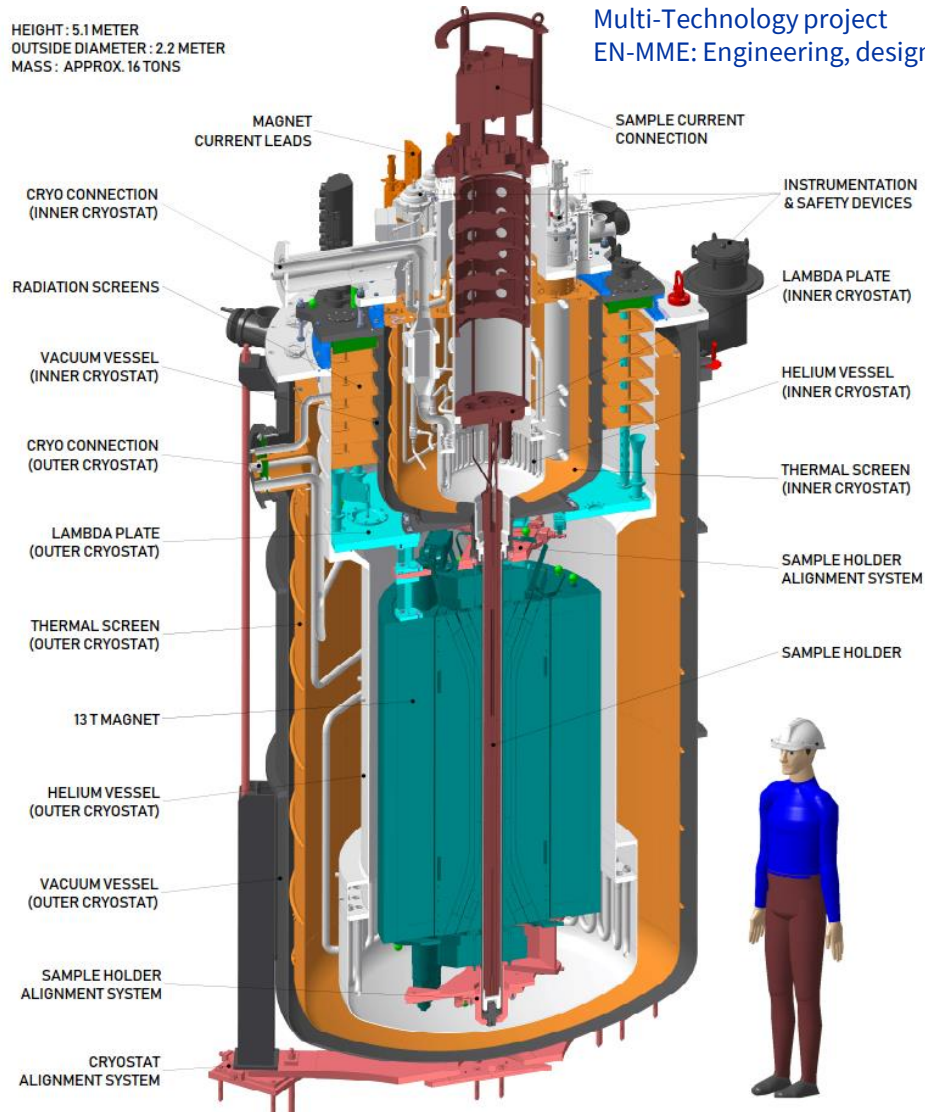 HEIGHT : 5.1 METER
OUTSIDE DIAMETER : 2.2 METER
MASS : APPROX. 16 TONS
Multi-Technology project
EN-MME: Engineering, design
MAGNET
CURRENT LEADS
CRYO CONNECTION
(INNER CRYOSTAT)
RADIATION SCREENS
VACUUM VESSEL
(INNER CRYOSTAT)
CRYO CONNECTION
(OUTER CRYOSTAT)
LAMBDA PLATE
(OUTER CRYOSTAT)
THERMAL SCREEN
(OUTER CRYOSTAT)
13 T MAGNET
HELIUM VESSEL
(OUTER CRYOSTAT)
VACUUM VESSEL
(OUTER CRYOSTAT)
SAMPLE HOLDER
ALIGNMENT SYSTEM
CRYOSTAT
ALIGNMENT SYSTEM
SAMPLE CURRENT
CONNECTION
INSTRUMENTATION
& SAFETY DEVICES
LAMBDA PLATE
(INNER CRYOSTAT)
HELIUM VESSEL
(INNER CRYOSTAT)
THERMAL SCREEN
(INNER CRYOSTAT)
SAMPLE HOLDER
ALIGNMENT SYSTEM
SAMPLE HOLDER